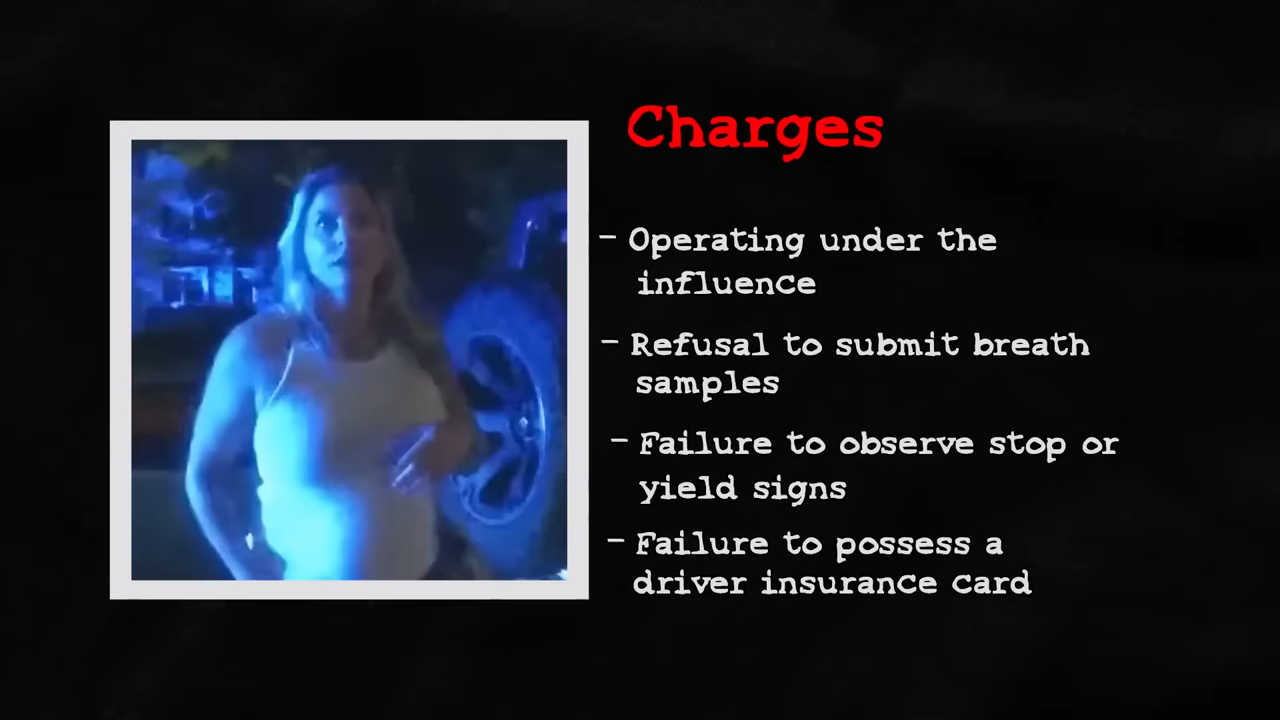 Charges
- Operating under the
influence
- Refusal to submit breath
samples
- Failure to observe stop or
yield signs
- Failure to possess a
driver insurance card